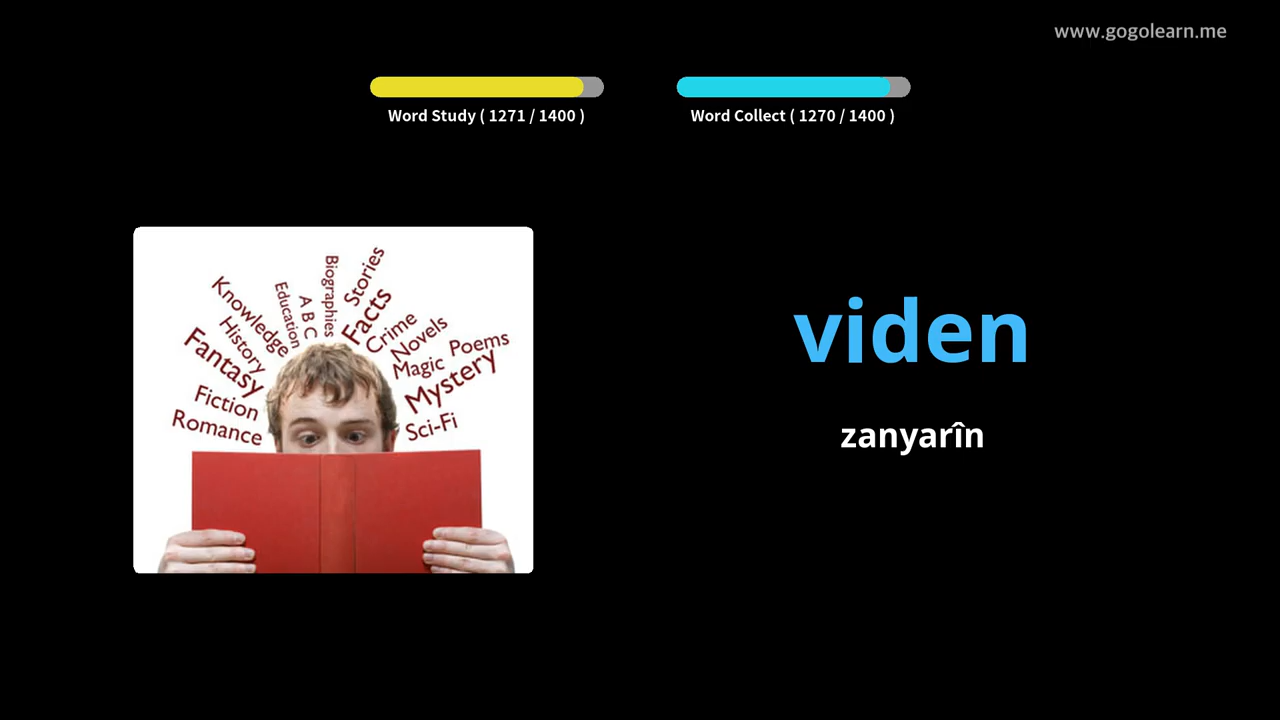 www.gogolearn.me
Word Study ( 1271 / 1400 )
Word Collect ( 1270 / 1400 )
Knowledge
History
Fantasy
Fiction
Romance
Education
A B C
Biographies
Stories
Facts
Crime
Novels
Magic
Poems
Mystery
Sci-Fi
viden
zanyarîn